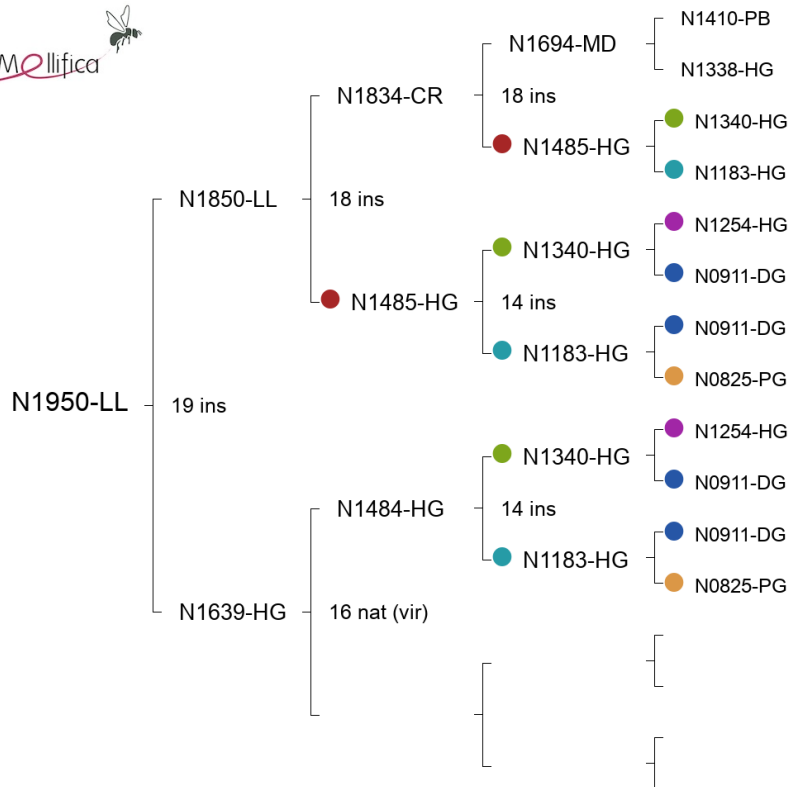 Mellifica
N1410-PB
N1694-MD
N1338-HG
N1834-CR
18 ins
N1340-HG
N1485-HG
N1183-HG
N1850-LL
18 ins
N1254-HG
N1340-HG
N0911-DG
N1485-HG
14 ins
N0911-DG
N1183-HG
N0825-PG
N1950-LL
19 ins
N1254-HG
N1340-HG
N0911-DG
N1484-HG
14 ins
N0911-DG
N1183-HG
N0825-PG
N1639-HG
16 nat (vir)